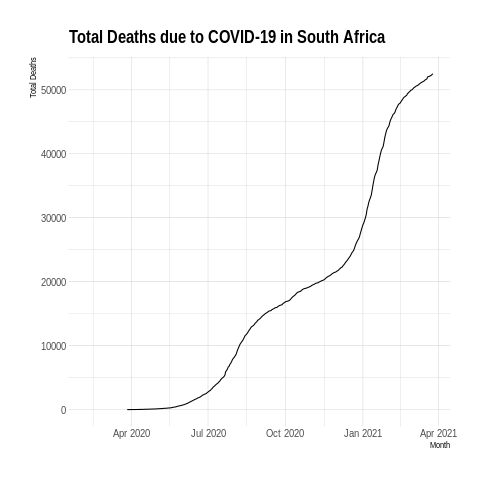 Total Deaths due to COVID-19 in South Africa
Total Deaths
50000
40000
30000
20000
10000
0
Apr 2020 Jul 2020 Oct 2020 Jan 2021 Apr 2021
Month